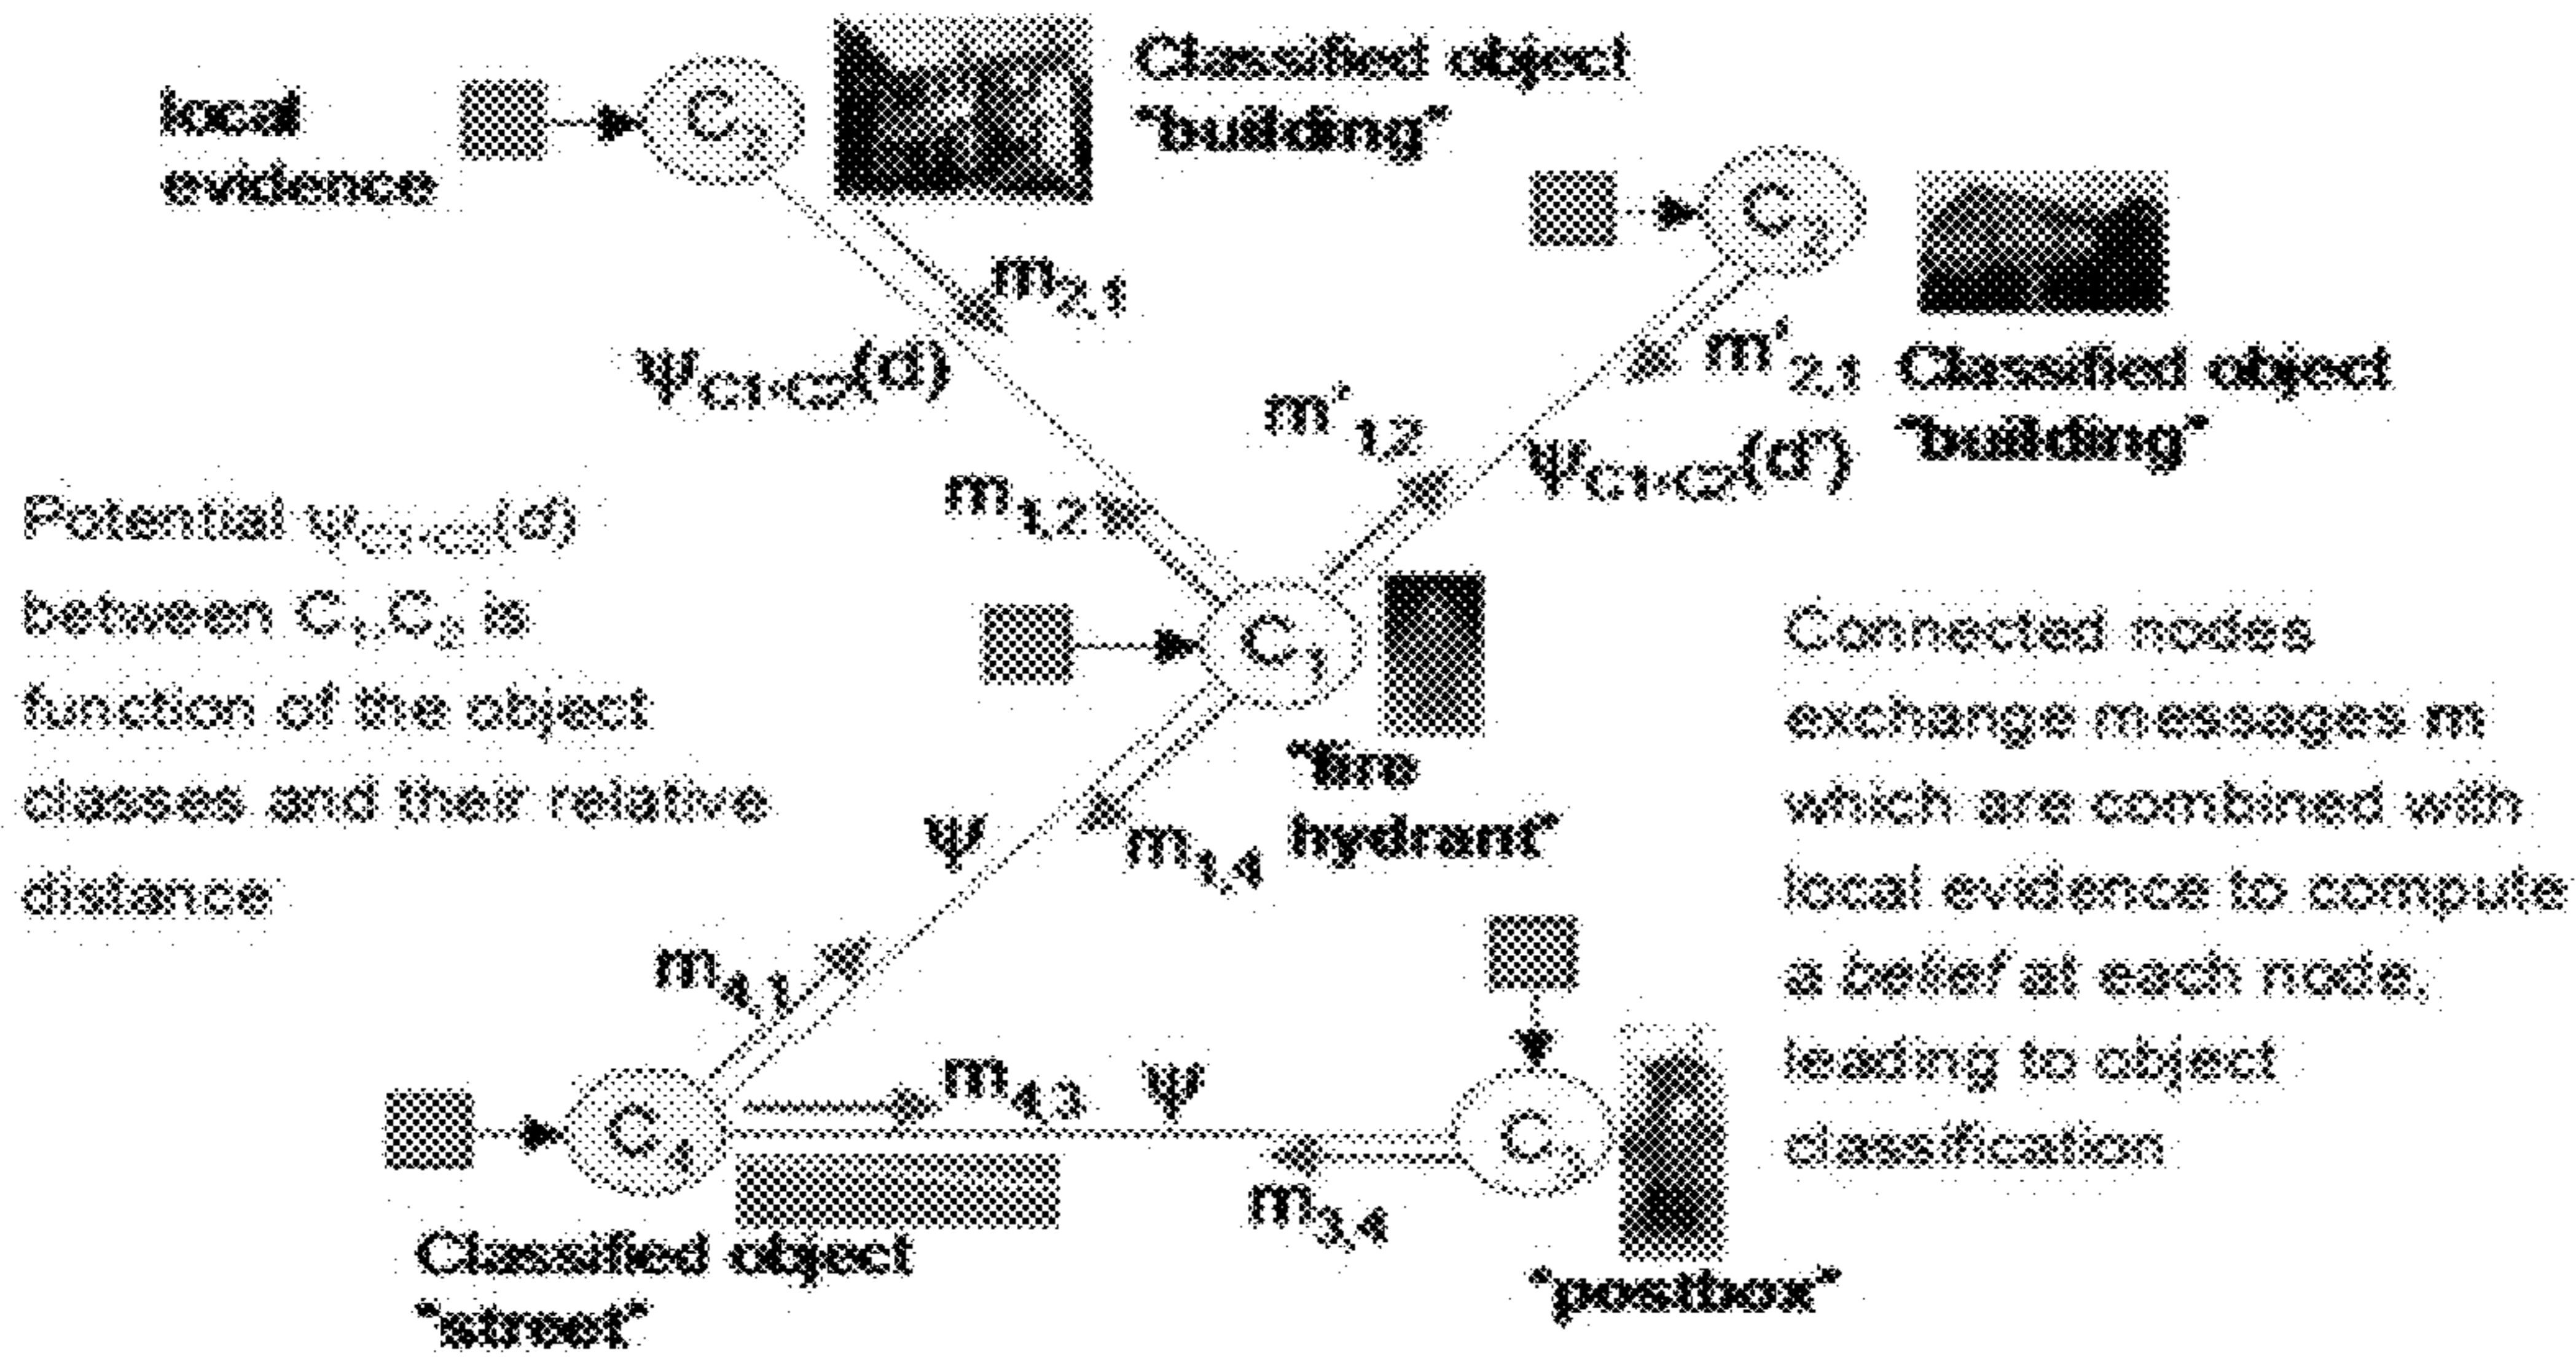 local
evidence
C2
Classified object
"building"
C2
m2,1
ΨC1,C2(d)
m'2,1
Classified object
"building"
m'1,2
ΨC1,C2(d')
m1,2
Potential ψC1,C2(d)
between C1,C2 is
function of the object
classes and their relative
distance
C1
"fire
hydrant"
Connected nodes
exchange messages m
which are combined with
local evidence to compute
a belief at each node,
leading to object
classification
Ψ
m1,4
m4,1
m4,3
Ψ
C4
C3
m3,4
Classified object
"street"
"postbox"